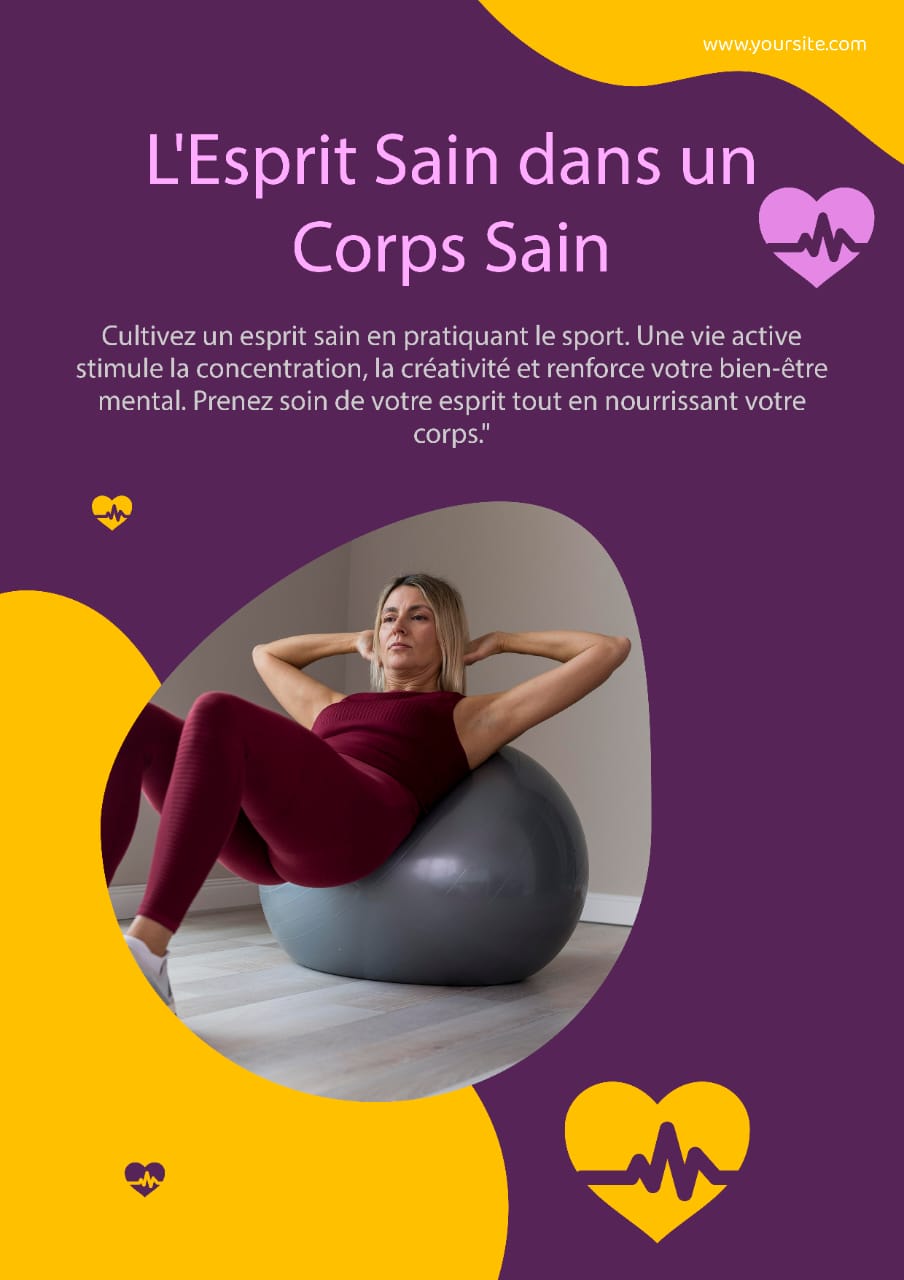 www.yoursite.com
L'Esprit Sain dans un
Corps Sain
Cultivez un esprit sain en pratiquant le sport. Une vie active
stimule la concentration, la créativité et renforce votre bien-être
mental. Prenez soin de votre esprit tout en nourrissant votre
corps."